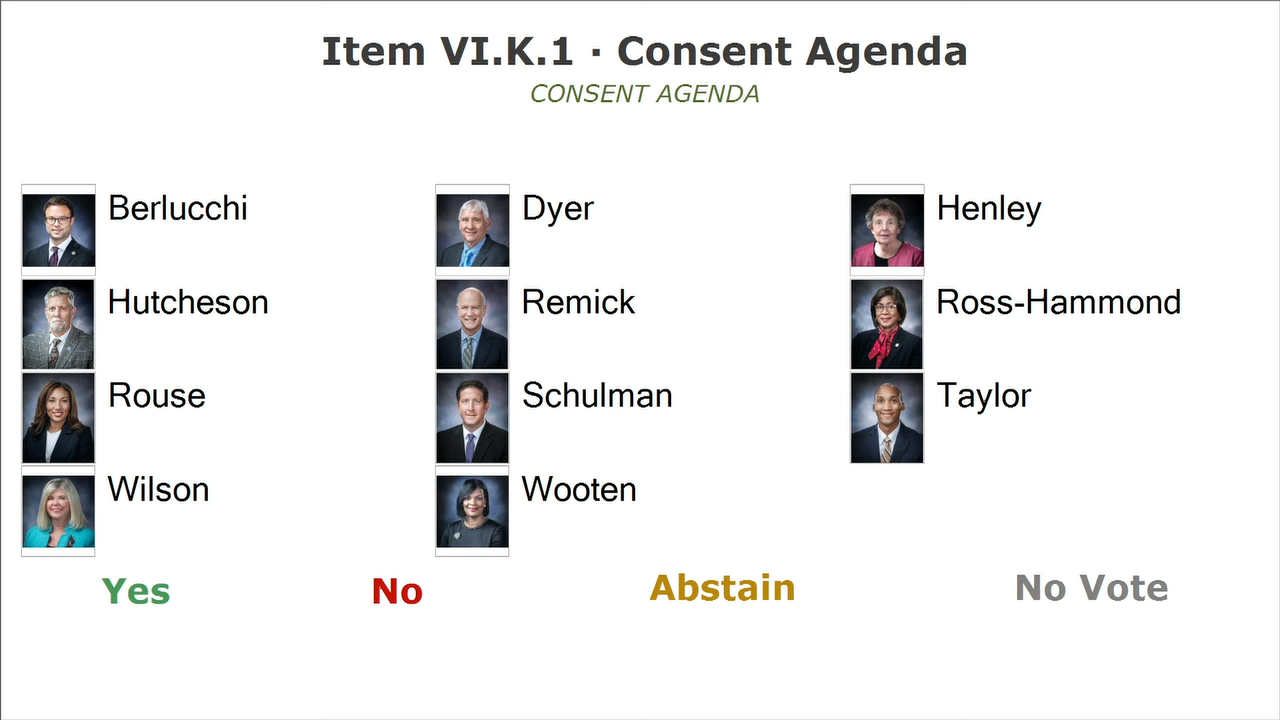 Item VI.K.1 · Consent Agenda
CONSENT AGENDA
Berlucchi
Dyer
Henley
Hutcheson
Remick
Ross-Hammond
Rouse
Schulman
Taylor
Wilson
Wooten
Yes
No
Abstain
No Vote